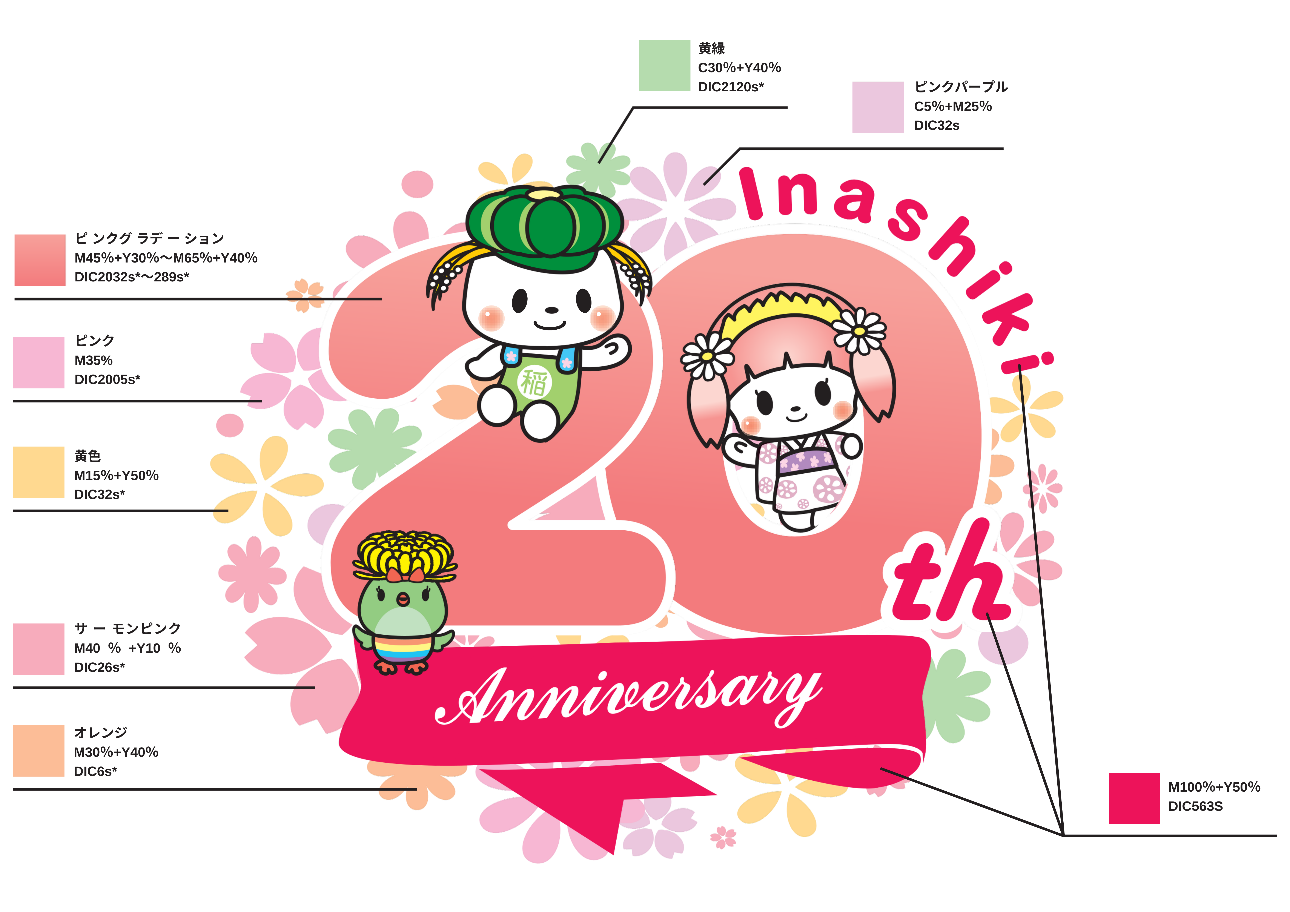 黄緑
C30%+Y40%
DIC2120s*
ピンクパープル
C5%+M25%
DIC32s
ピンクグラデーション
M45%+Y30%〜M65%+Y40%
DIC2032s*〜289s*
ピンク
M35%
DIC2005s*
黄色
M15%+Y50%
DIC32s*
サーモンピンク
M40 % +Y10 %
DIC26s*
オレンジ
M30%+Y40%
DIC6s*
Inashiki
20
th
稲
Anniversary
M100%+Y50%
DIC563S